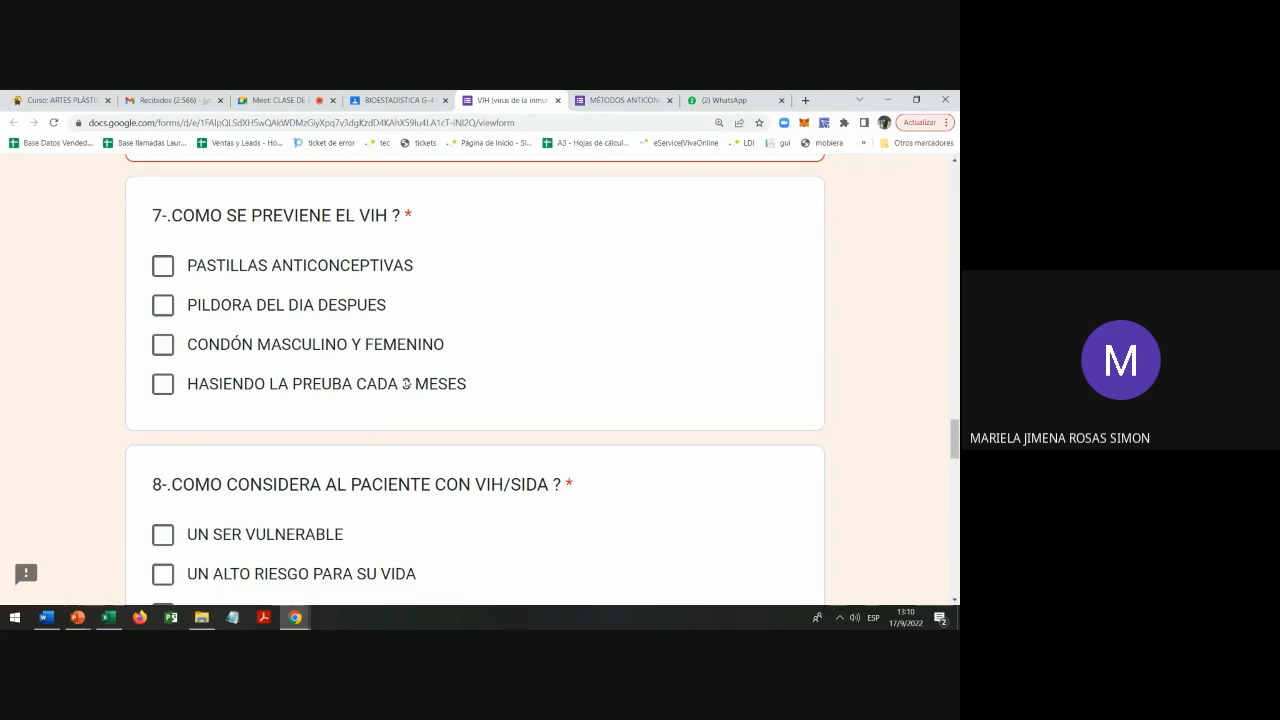 Curso: ARTES PLÁSTI
Recibidos (2.566) - jy
Meet: CLASE DE
BIOESTADISTICA G-4
VIH (virus de la inmu
MÉTODOS ANTICON
(2) WhatsApp
docs.google.com/forms/d/e/1FAIpQLSdXH5wQAkWDMzGiyXpq7v3dgKzdD4KAhX59Iu4LA1cT-iNI2Q/viewform
Actualizar
Base Datos Vended...
Base llamadas Laur...
Ventas y Leads - Ho...
ticket de error
tec
tickets
Página de Inicio - Si...
A3 - Hojas de cálcul...
eService|VivaOnline
LDI
gui
mobiera
»
Otros marcadores
7-.COMO SE PREVIENE EL VIH ? *
PASTILLAS ANTICONCEPTIVAS
PILDORA DEL DIA DESPUES
CONDÓN MASCULINO Y FEMENINO
HASIENDO LA PREUBA CADA MESES
8-.COMO CONSIDERA AL PACIENTE CON VIH/SIDA ? *
UN SER VULNERABLE
UN ALTO RIESGO PARA SU VIDA
M
MARIELA JIMENA ROSAS SIMON
ESP
13:10
17/9/2022
2